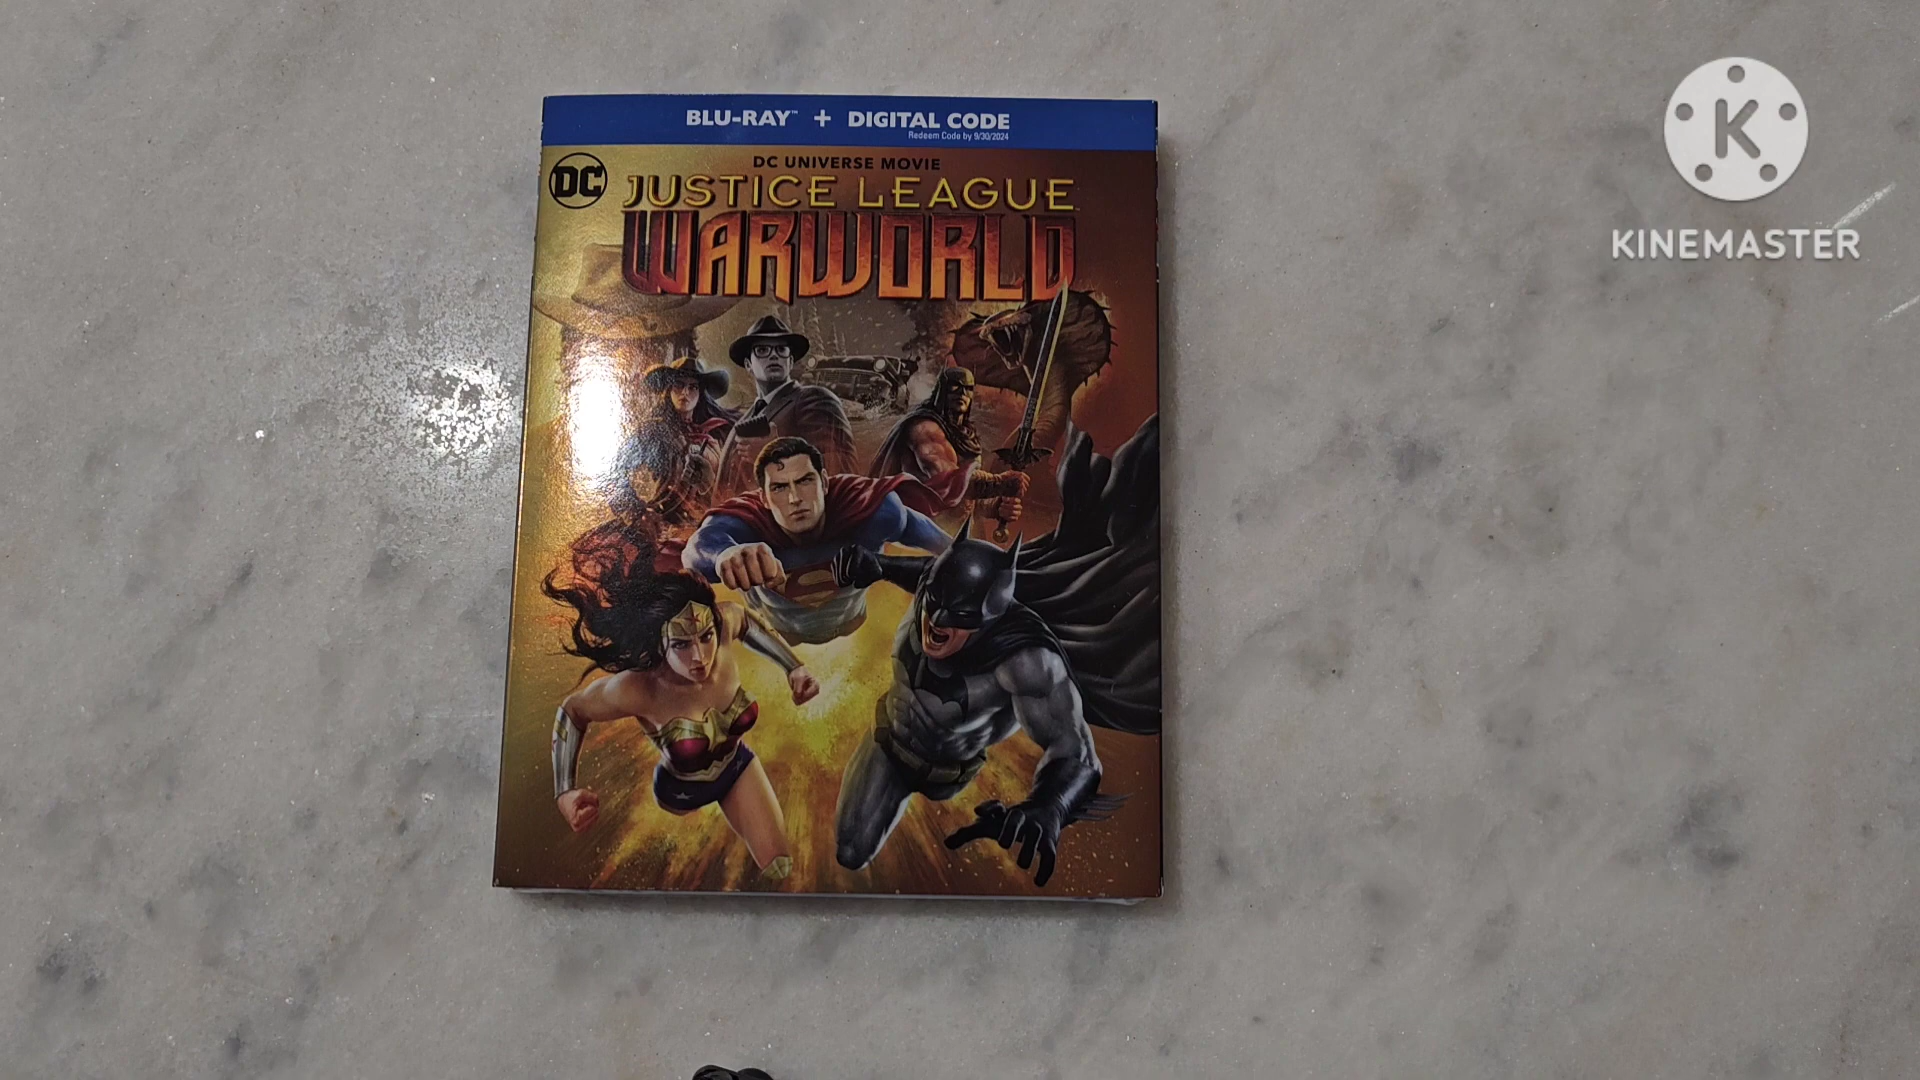 BLU-RAY™ + DIGITAL CODE
Redeem Code by 9/30/2024
DC
DC UNIVERSE MOVIE
JUSTICE LEAGUE
WARWORLD
K
KINEMASTER